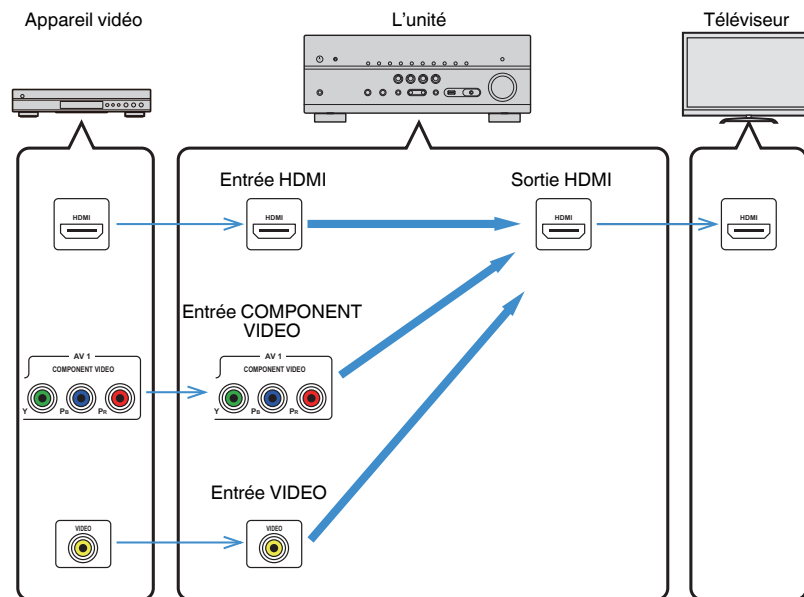 Appareil vidéo
L'unité
Téléviseur
Entrée HDMI
Sortie HDMI
HDMI
HDMI
HDMI
HDMI
Entrée COMPONENT
VIDEO
AV 1
COMPONENT VIDEO
Y PB PR
AV 1
COMPONENT VIDEO
Y PB PR
Entrée VIDEO
VIDEO
VIDEO